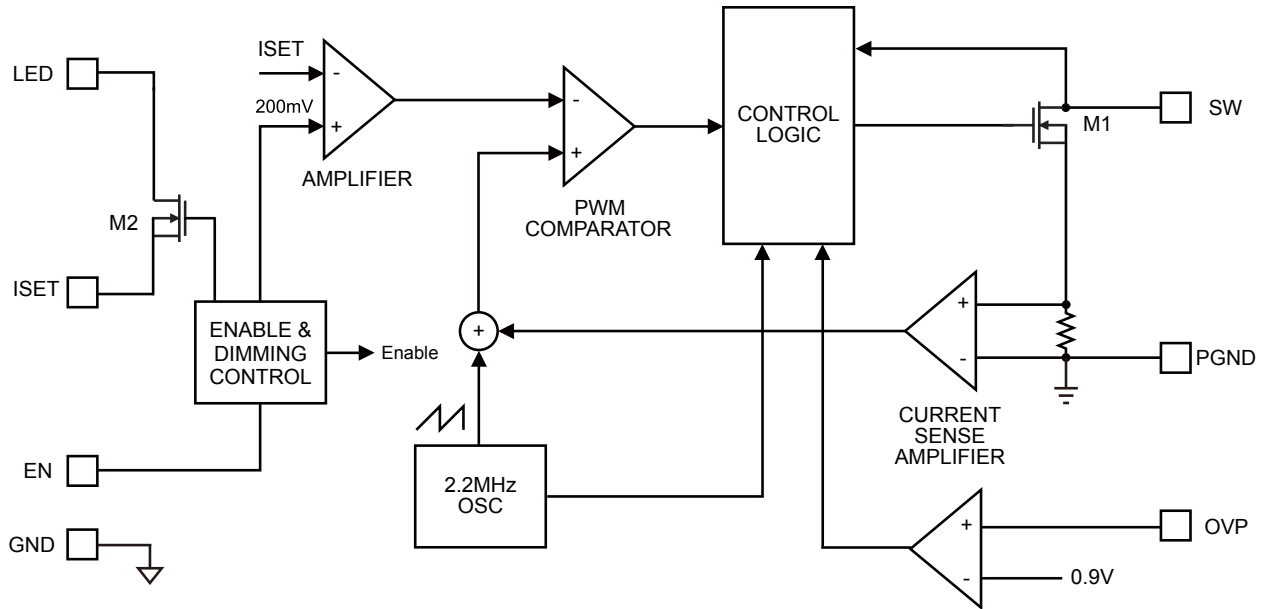 LED
ISET
-
200mV
+
AMPLIFIER
-
+
PWM
COMPARATOR
CONTROL
LOGIC
M1
SW
M2
ISET
ENABLE &
DIMMING
CONTROL
Enable
+
+
-
PGND
CURRENT
SENSE
AMPLIFIER
EN
2.2MHz
OSC
GND
+
-
OVP
0.9V